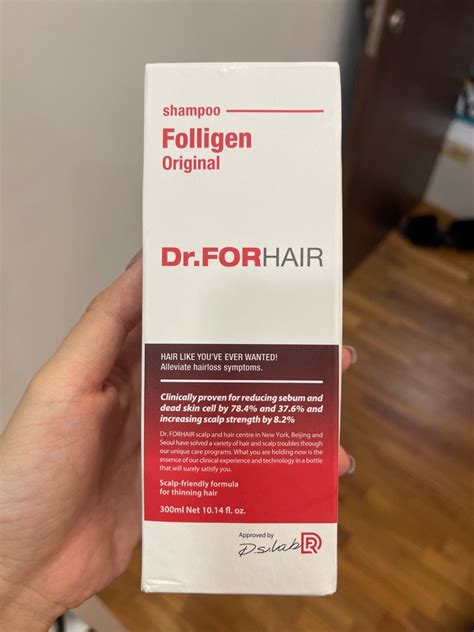 shampoo
Folligen
Original
Dr.FORHAIR
HAIR LIKE YOU'VE EVER WANTED!
Alleviate hairloss symptoms.
Clinically proven for reducing sebum and
dead skin cell by 78.4% and 37.6% and
increasing scalp strength by 8.2%
Dr. FORHAIR scalp and hair centre in New York, Beijing and
Seoul have solved a variety of hair and scalp troubles through
our unique care programs. What you are holding now is the
essence of our clinical experience and technology in a bottle
that will surely satisfy you.
Scalp-friendly formula
for thinning hair
300ml Net 10.14 fl. oz.
Approved by
D.S.lab